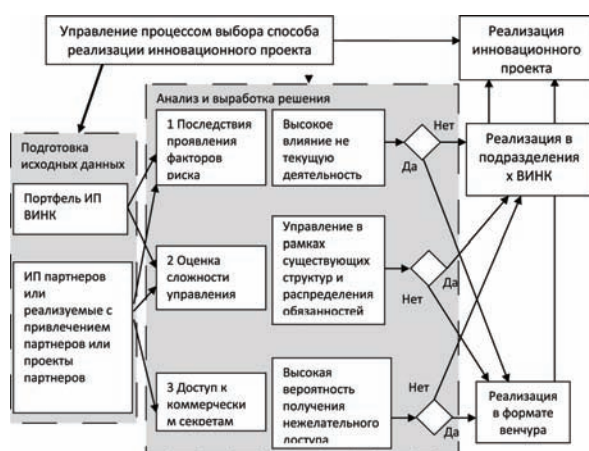 Управление процессом выбора способа
реализации инновационного проекта
Реализация
инновационного
проекта
Анализ и выработка решения
Подготовка
исходных данных
Портфель ИП
ВИНК
ИП партнеров или
реализуемые с
привлечением
партнеров или
проекты
партнеров
1 Последствия
проявления
факторов
риска
Высокое
влияние не
текущую
деятельность
Нет
Да
Реализация в
подразделения
х ВИНК
2 Оценка
сложности
управления
Управление в
рамках
существующих
структур и
распределения
обязанностей
Да
Нет
3 Доступ к
коммерчески
м секретам
Высокая
вероятность
получения
нежелательного
доступа
Нет
Да
Реализация
в формате
венчура